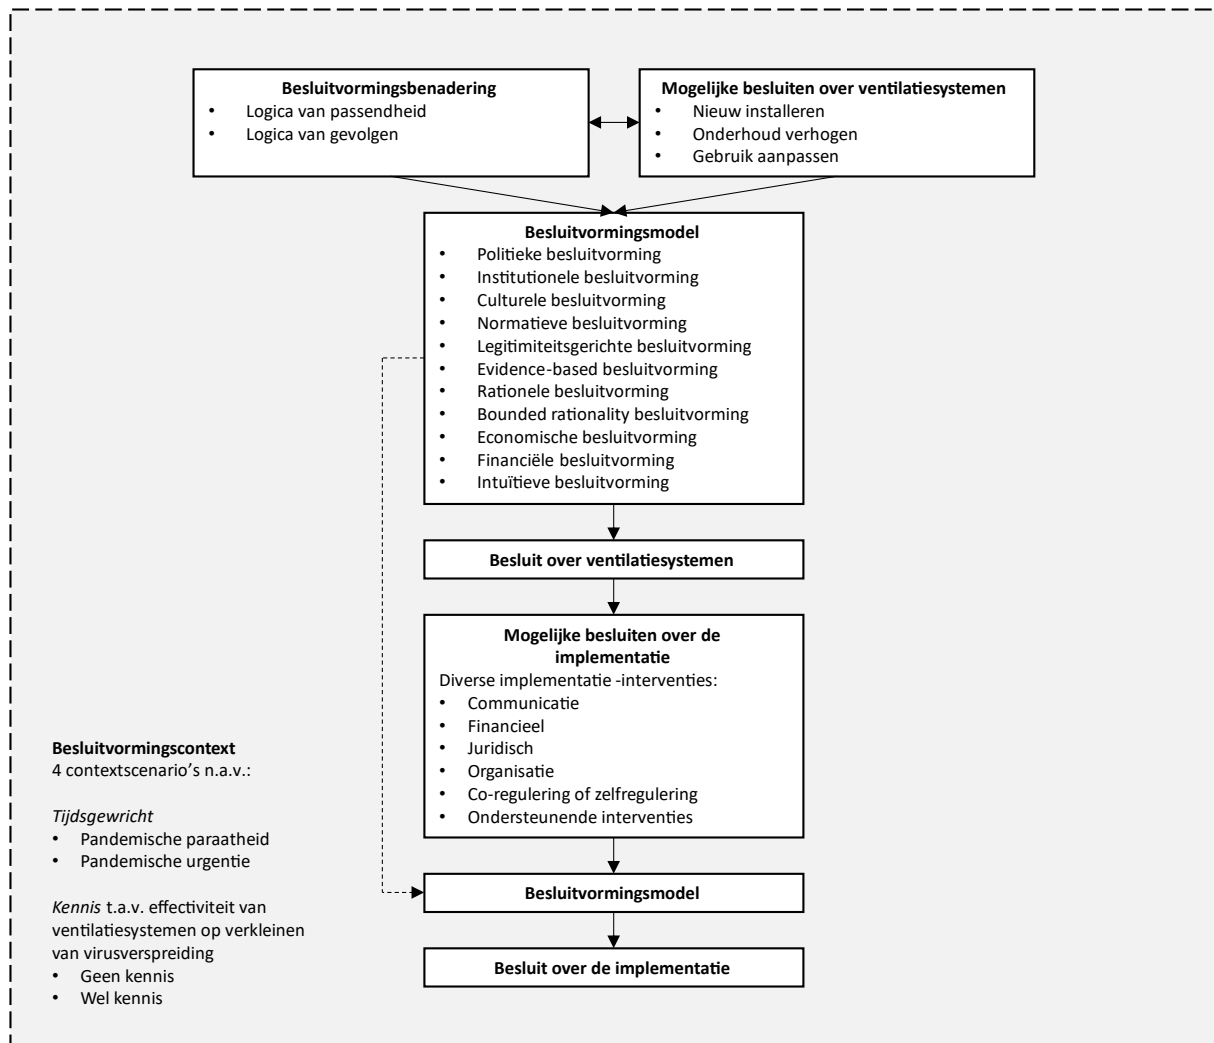 Besluitvormingsbenadering
• Logica van passendheid
• Logica van gevolgen
Mogelijke besluiten over ventilatiesystemen
• Nieuw installeren
• Onderhoud verhogen
• Gebruik aanpassen
Besluitvormingsmodel
• Politieke besluitvorming
• Institutionele besluitvorming
• Culturele besluitvorming
• Normatieve besluitvorming
• Legitimiteitsgerichte besluitvorming
• Evidence-based besluitvorming
• Rationele besluitvorming
• Bounded rationality besluitvorming
• Economische besluitvorming
• Financiële besluitvorming
• Intuïtieve besluitvorming
Besluit over ventilatiesystemen
Mogelijke besluiten over de
implementatie
Diverse implementatie -interventies:
• Communicatie
• Financieel
• Juridisch
• Organisatie
• Co-regulering of zelfregulering
• Ondersteunende interventies
Besluitvormingsmodel
Besluit over de implementatie
Besluitvormingscontext
4 contextscenario's n.a.v.:
Tijdsgewricht
• Pandemische paraatheid
• Pandemische urgentie
Kennis t.a.v. effectiviteit van
ventilatiesystemen op verkleinen
van virusverspreiding
• Geen kennis
• Wel kennis